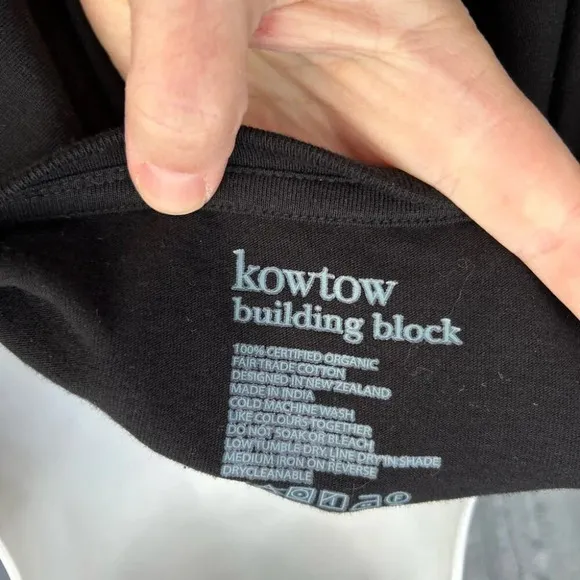 kowtow
building block
100% CERTIFIED ORGANIC
FAIR TRADE COTTON
DESIGNED IN NEW ZEALAND
MADE IN INDIA
COLD MACHINE WASH
LIKE COLOURS TOGETHER
DO NOT SOAK OR BLEACH
LOW TUMBLE DRY, LINE DRY IN SHADE
MEDIUM IRON ON REVERSE
DRYCLEANABLE